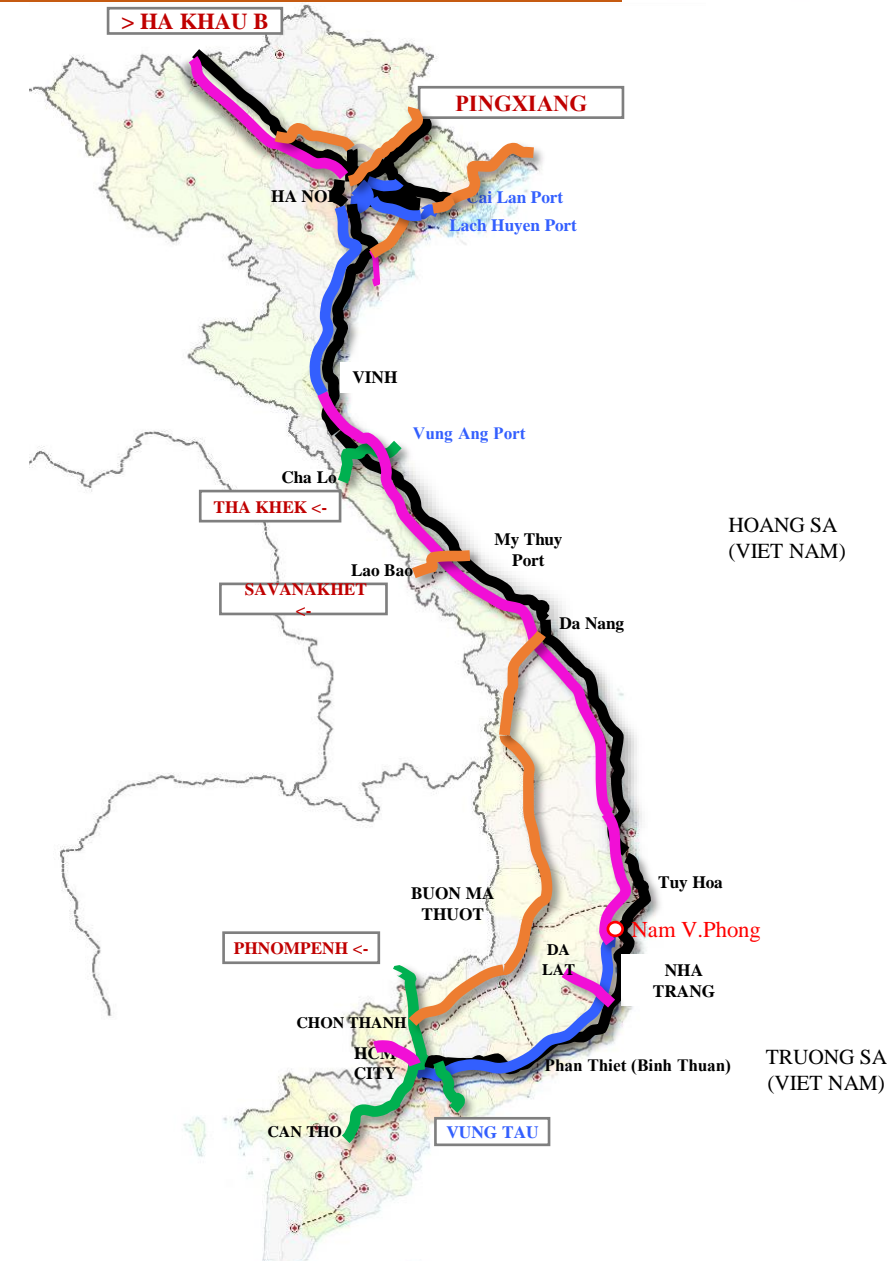 > HA KHAU B
PINGXIANG
HA NOI
Cai Lan Port
Lach Huyen Port
VINH
Vung Ang Port
Cha Lo
THA KHEK <-
My Thuy
Port
HOANG SA
(VIET NAM)
Lao Bao
SAVANAKHET
<-
Da Nang
Tuy Hoa
BUON MA
THUOT
Nam V.Phong
PHNOMPENH <-
DA
LAT
NHA
TRANG
CHON THANH
HCM
CITY
Phan Thiet (Binh Thuan)
TRUONG SA
(VIET NAM)
CAN THO
VUNG TAU